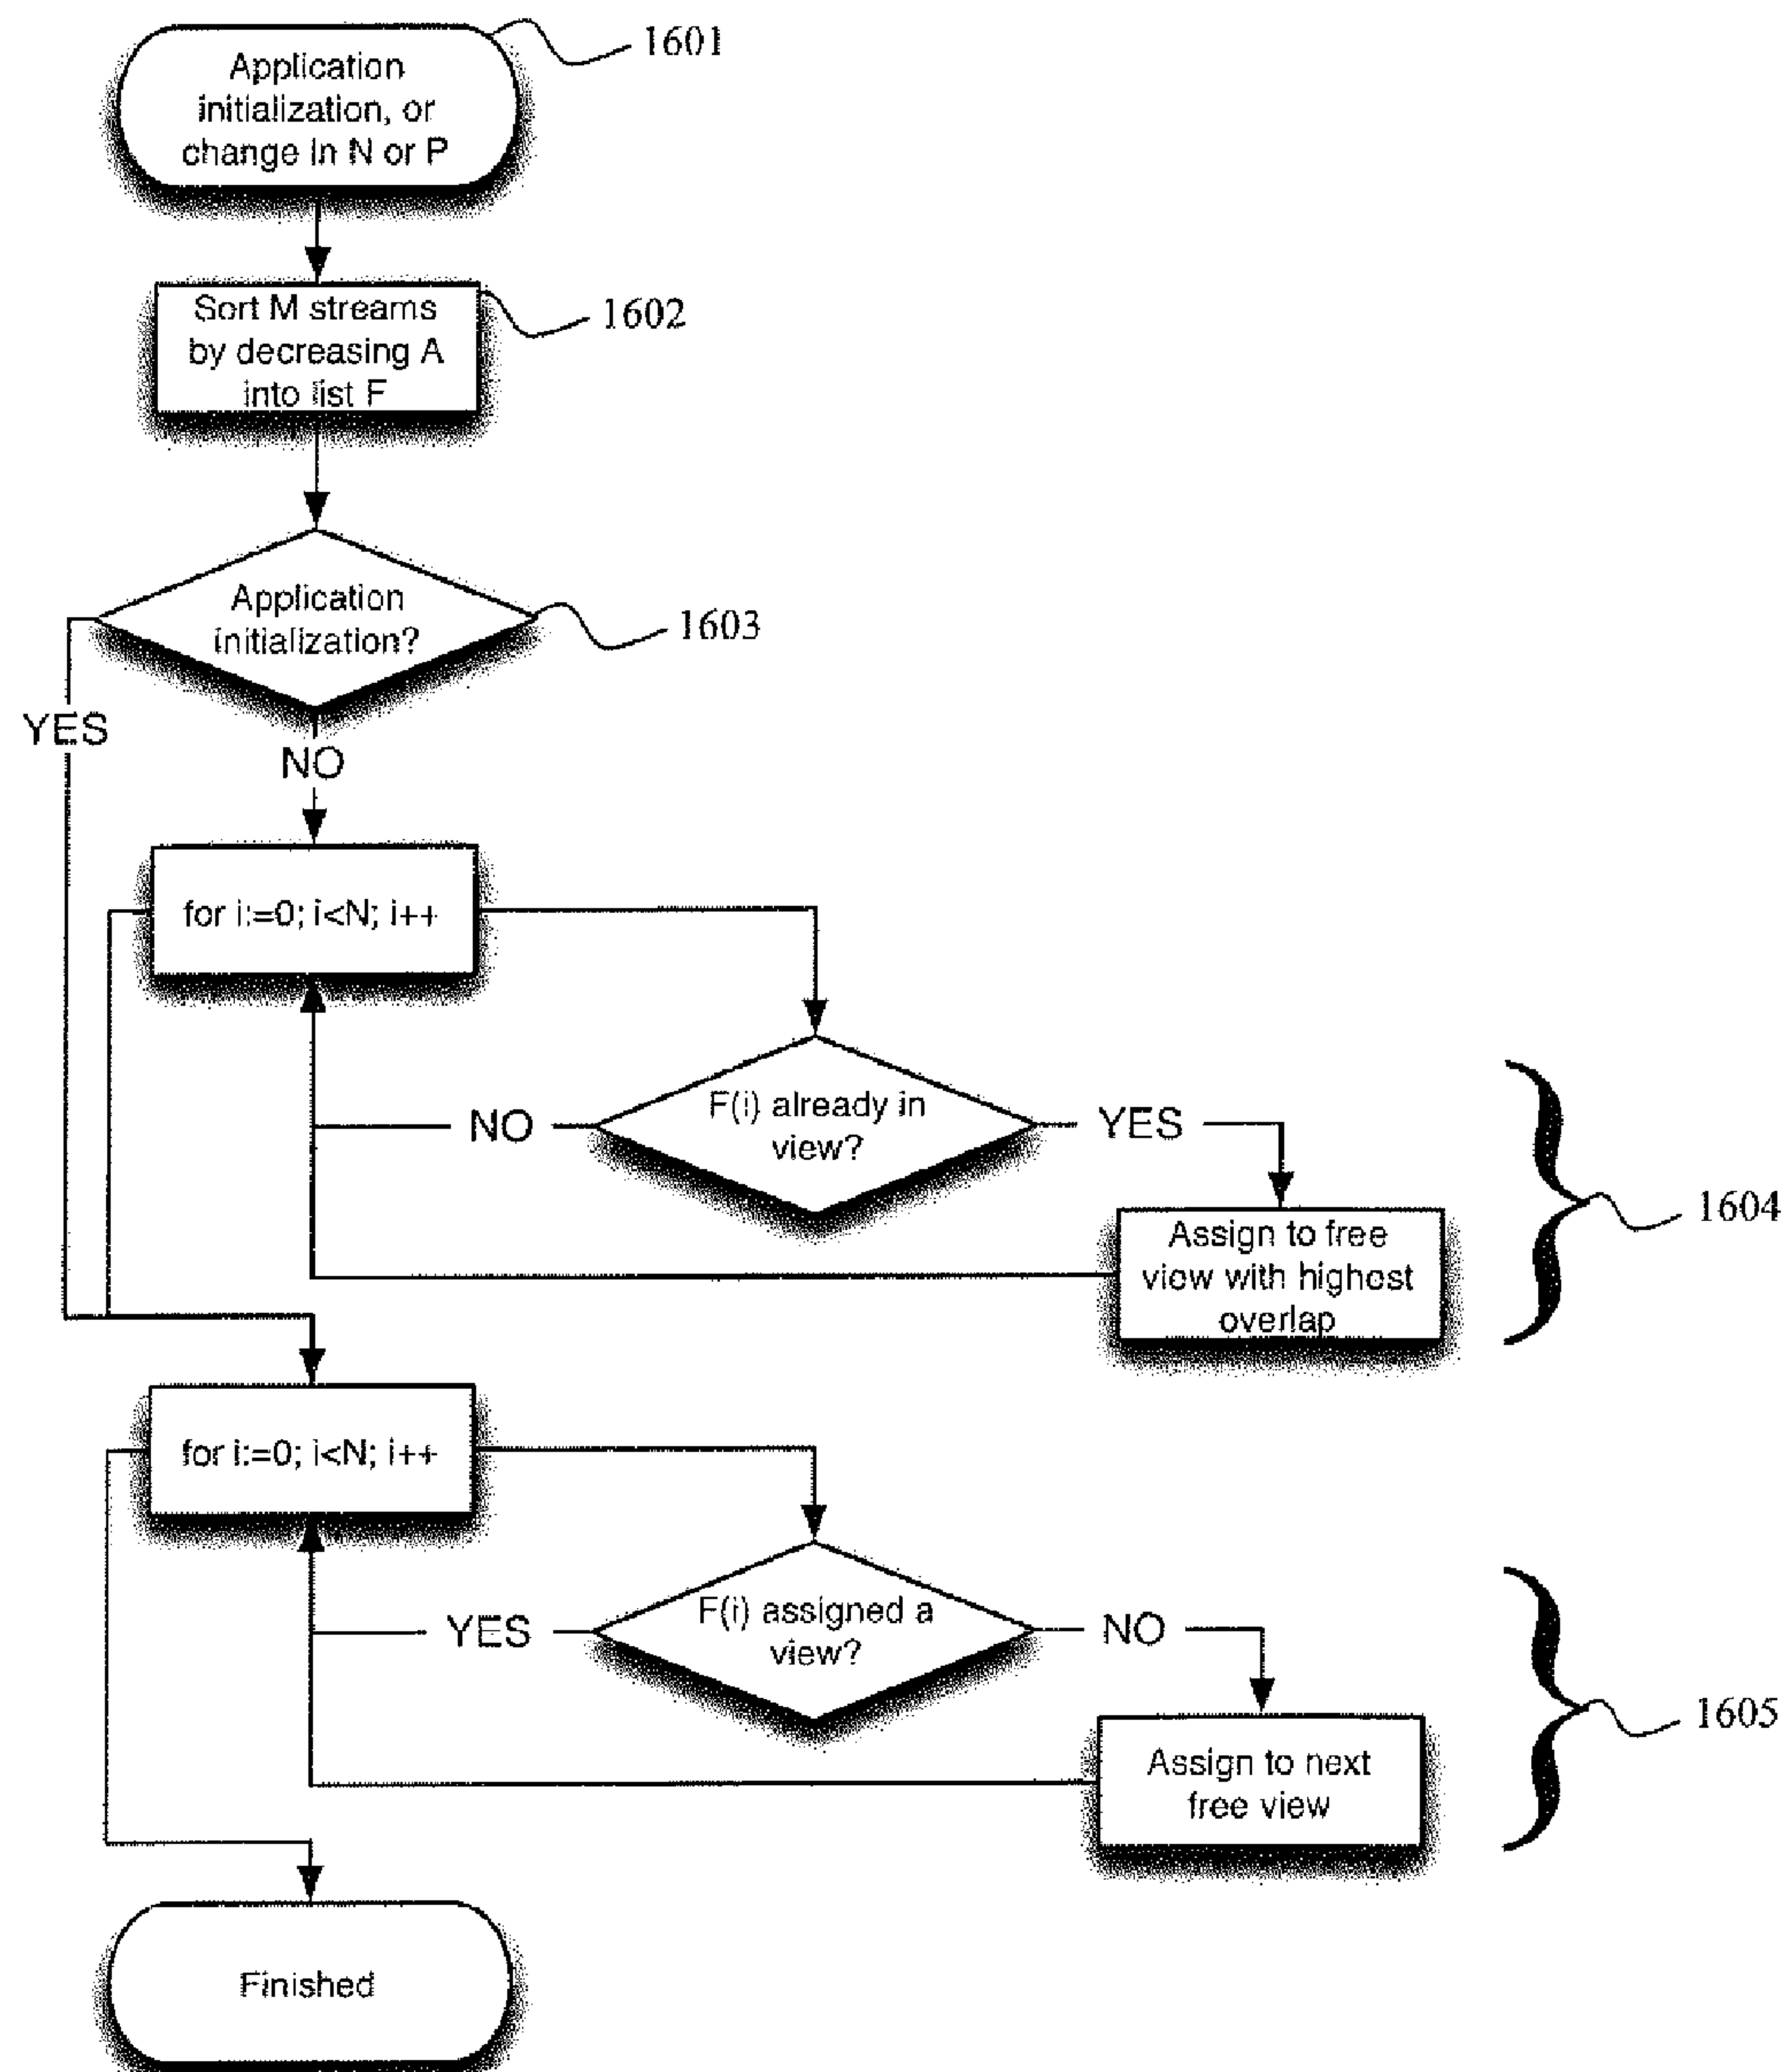 Application
initialization, or
change in N or P
1601
Sort M streams
by decreasing A
into list F
1602
Application
initialization?
1603
YES
NO
for i:=0; i<N; i++
F(i) already in
view?
NO
YES
Assign to free
view with highest
overlap
1604
for i:=0; i<N; i++
F(i) assigned a
view?
YES
NO
Assign to next
free view
1605
Finished